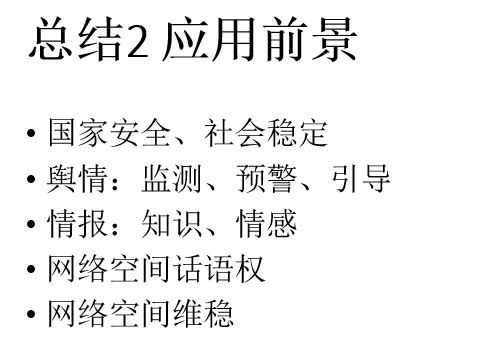 总结2 应用前景
• 国家安全、社会稳定
• 舆情：监测、预警、引导
• 情报：知识、情感
• 网络空间话语权
• 网络空间维稳